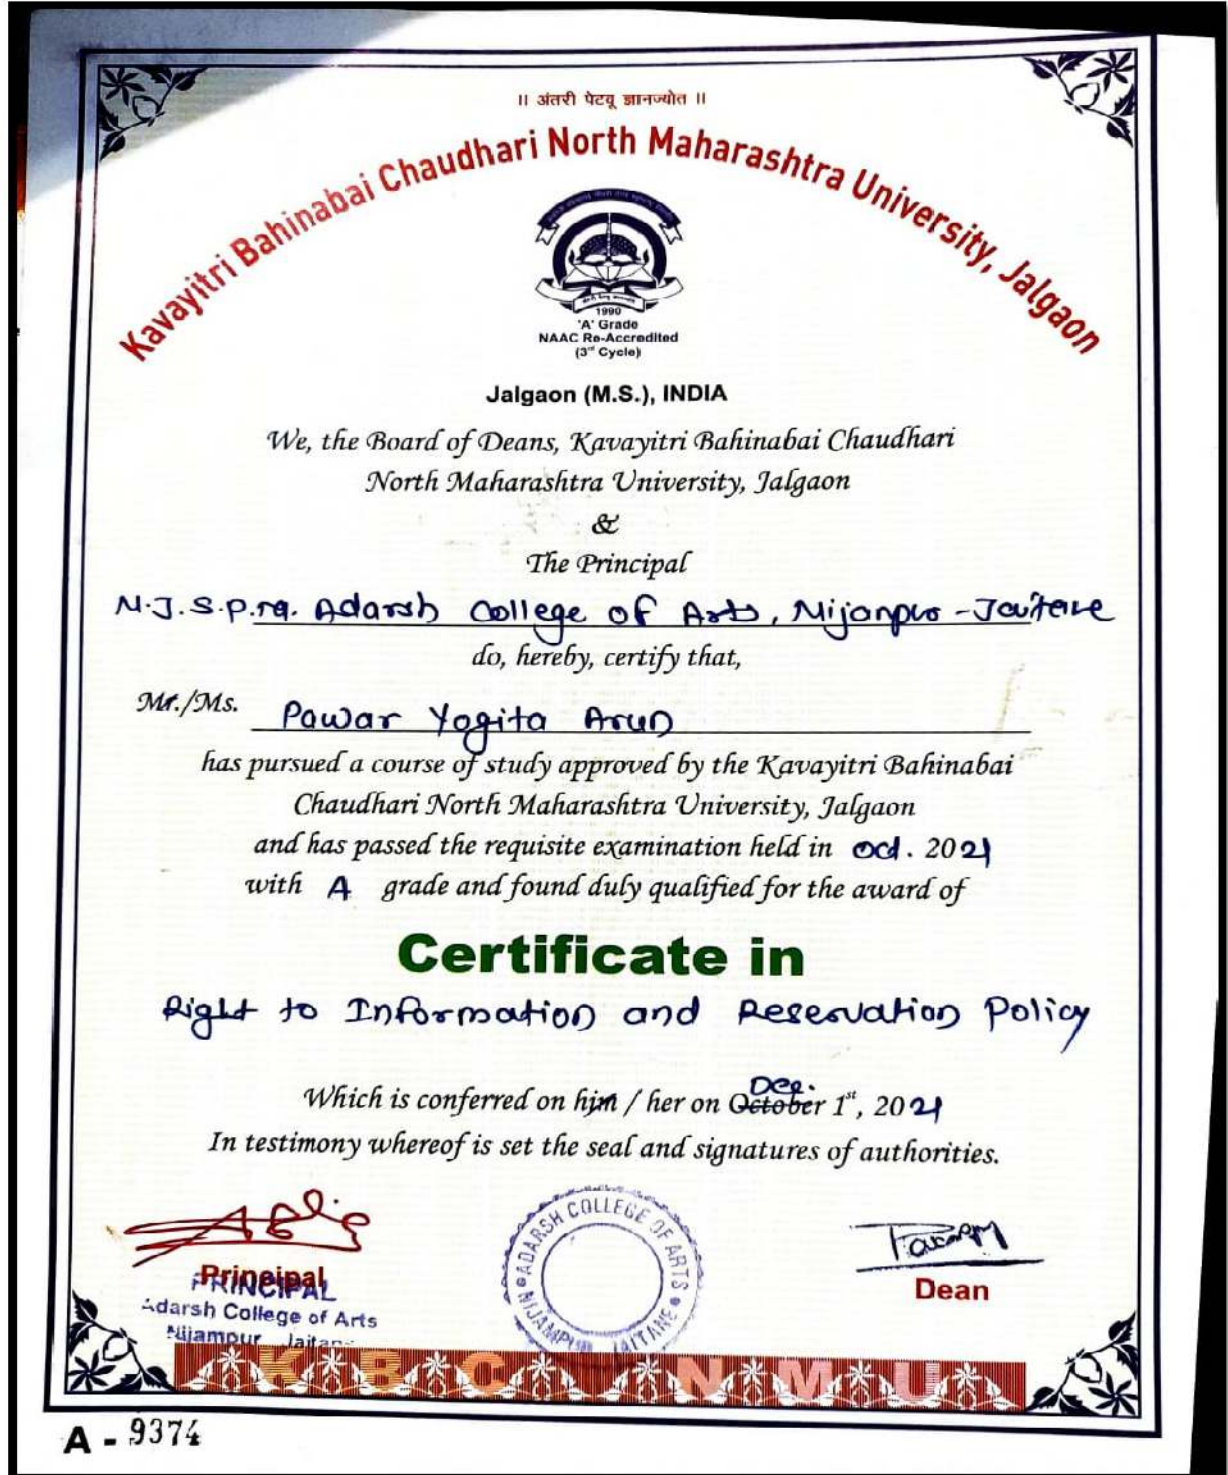 ॥ अंतरी पेटवू ज्ञानज्योत ॥
Kavayitri Bahinabai Chaudhari North Maharashtra University, Jalgaon
1990
'A' Grade
NAAC Re-Accredited
(3rd Cycle)
Jalgaon (M.S.), INDIA
We, the Board of Deans, Kavayitri Bahinabai Chaudhari
North Maharashtra University, Jalgaon
&
The Principal
N.J.S.P.ra. Adarsh College of Arts, Nijampur - Jaitane
do, hereby, certify that,
Mr./Ms. Pawar Yogita Arun
has pursued a course of study approved by the Kavayitri Bahinabai
Chaudhari North Maharashtra University, Jalgaon
and has passed the requisite examination held in Oct. 2021
with A grade and found duly qualified for the award of
Certificate in
Right to Information and Reservation Policy
Dec.
Which is conferred on him / her on October 1st, 2021
In testimony whereof is set the seal and signatures of authorities.
Principal
PRINCIPAL
Adarsh College of Arts
Nijampur Jaitane
ADARSH COLLEGE OF ARTS
NIJAMPUR JAITANE
Dean
K B C N M U
A - 9374